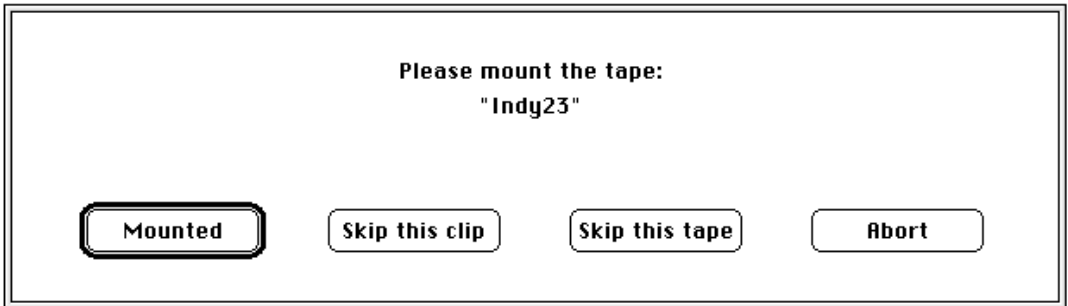 Please mount the tape:
"Indy23"
Mounted
Skip this clip
Skip this tape
Abort